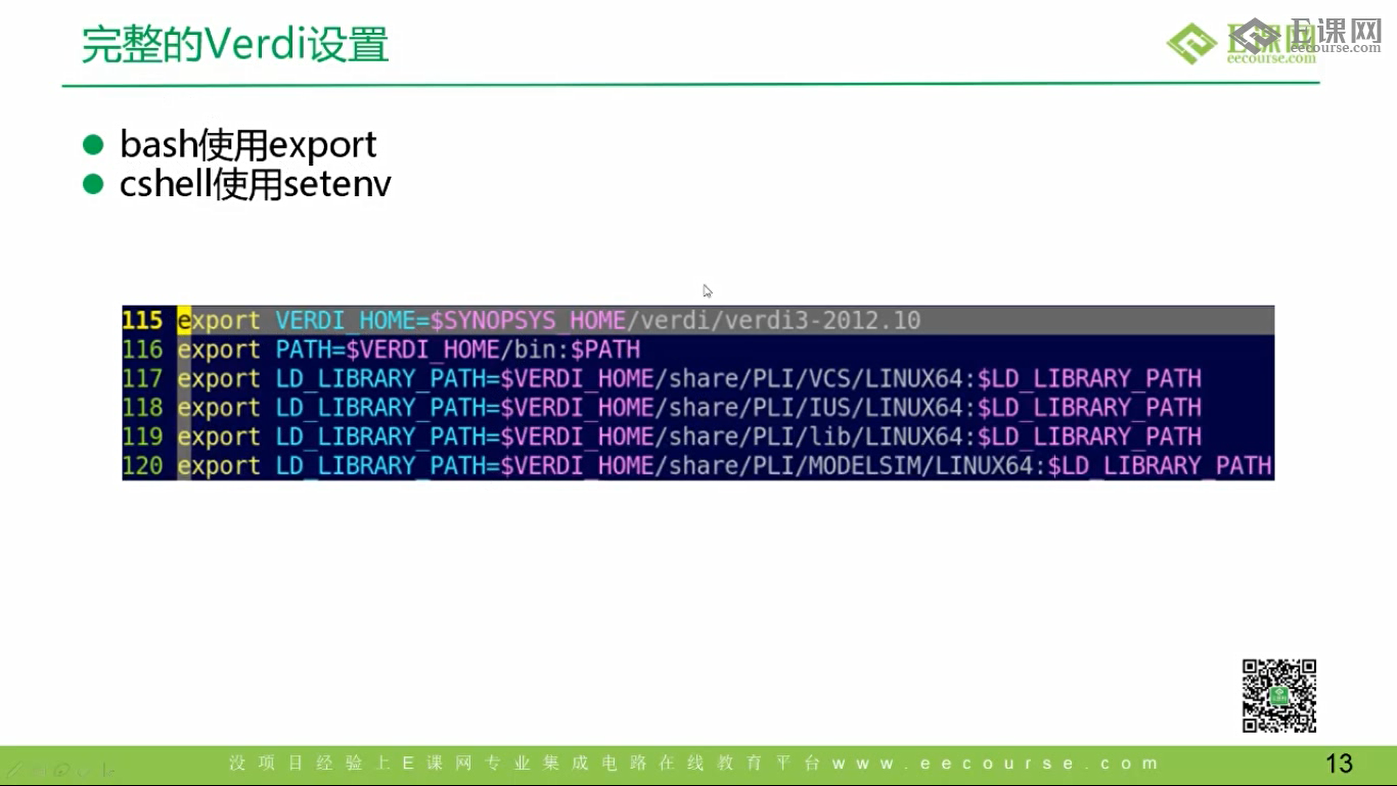 完整的Verdi设置
E课网
eecourse.com
E课网
eecourse.com
bash使用export
cshell使用setenv
115 export VERDI_HOME=$SYNOPSYS_HOME/verdi/verdi3-2012.10
116 export PATH=$VERDI_HOME/bin:$PATH
117 export LD_LIBRARY_PATH=$VERDI_HOME/share/PLI/VCS/LINUX64:$LD_LIBRARY_PATH
118 export LD_LIBRARY_PATH=$VERDI_HOME/share/PLI/IUS/LINUX64:$LD_LIBRARY_PATH
119 export LD_LIBRARY_PATH=$VERDI_HOME/share/PLI/lib/LINUX64:$LD_LIBRARY_PATH
120 export LD_LIBRARY_PATH=$VERDI_HOME/share/PLI/MODELSIM/LINUX64:$LD_LIBRARY_PATH
没项目经验上E课网专业集成电路在线教育平台www.eecourse.com
13